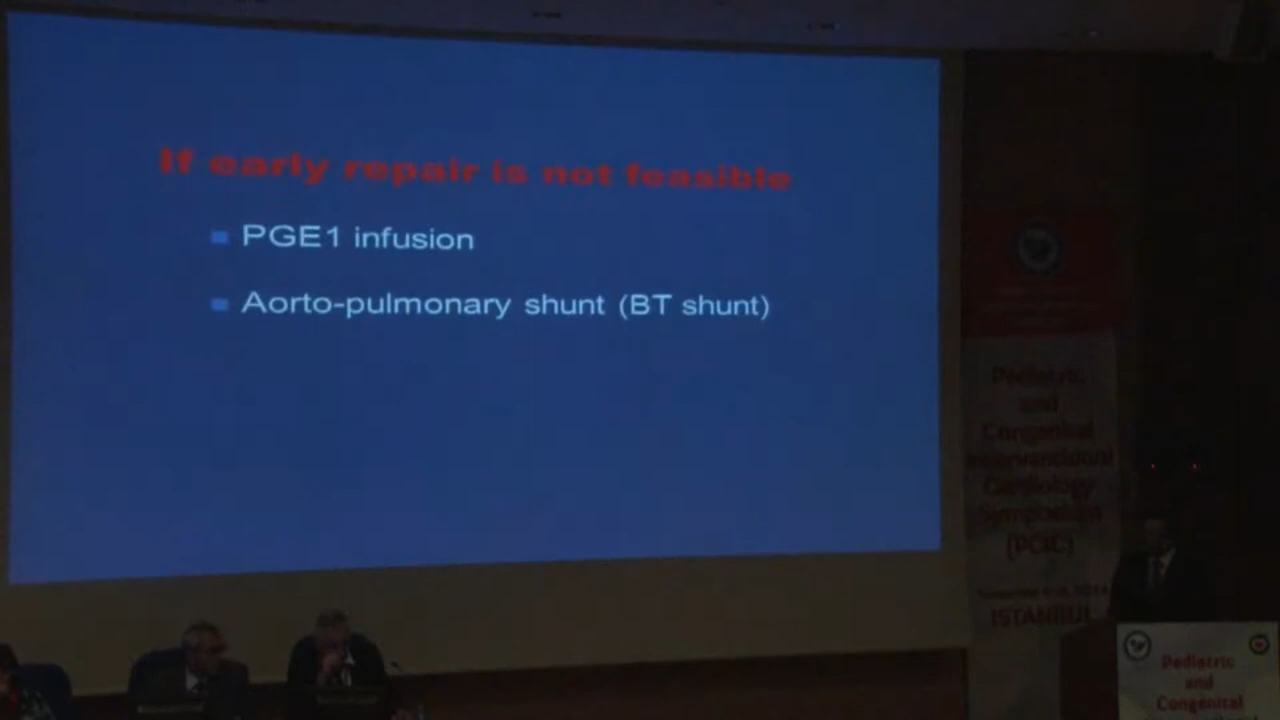 If early repair is not feasible
PGE1 infusion
Aorto-pulmonary shunt (BT shunt)
Pediatric
and
Congenital
Interventional
Cardiology
Symposium
(PCIC)
ISTANBUL
Pediatric
and
Congenital